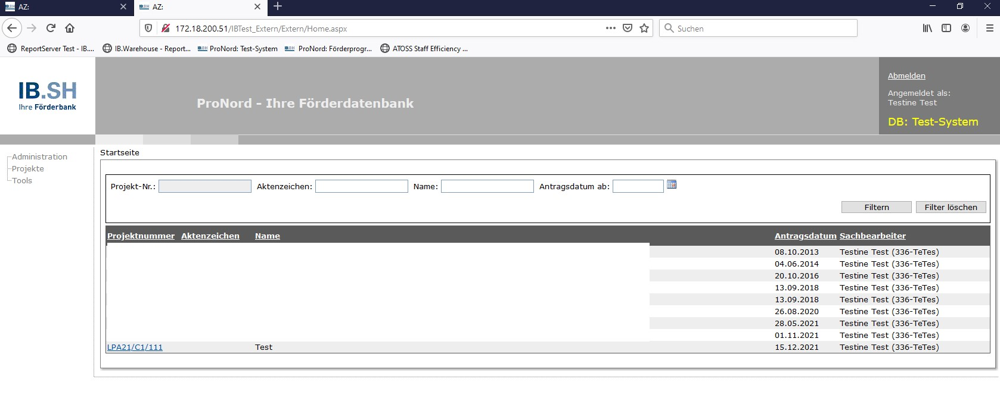 AZ:
AZ:
172.18.200.51/IBTest_Extern/Extern/Home.aspx
Suchen
ReportServer Test - IB....
IB.Warehouse - Report...
ProNord: Test-System
ProNord: Förderprogr...
ATOSS Staff Efficiency ...
IB.SH
Ihre Förderbank
ProNord - Ihre Förderdatenbank
Abmelden
Angemeldet als:
Testine Test
DB: Test-System
Administration
Projekte
Tools
Startseite
Projekt-Nr.: Aktenzeichen: Name: Antragsdatum ab:
Filtern Filter löschen
Projektnummer Aktenzeichen Name Antragsdatum Sachbearbeiter
08.10.2013 Testine Test (336-TeTes)
04.06.2014 Testine Test (336-TeTes)
20.10.2016 Testine Test (336-TeTes)
13.09.2018 Testine Test (336-TeTes)
13.09.2018 Testine Test (336-TeTes)
26.08.2020 Testine Test (336-TeTes)
28.05.2021 Testine Test (336-TeTes)
01.11.2021 Testine Test (336-TeTes)
LPA21/C1/111 Test 15.12.2021 Testine Test (336-TeTes)